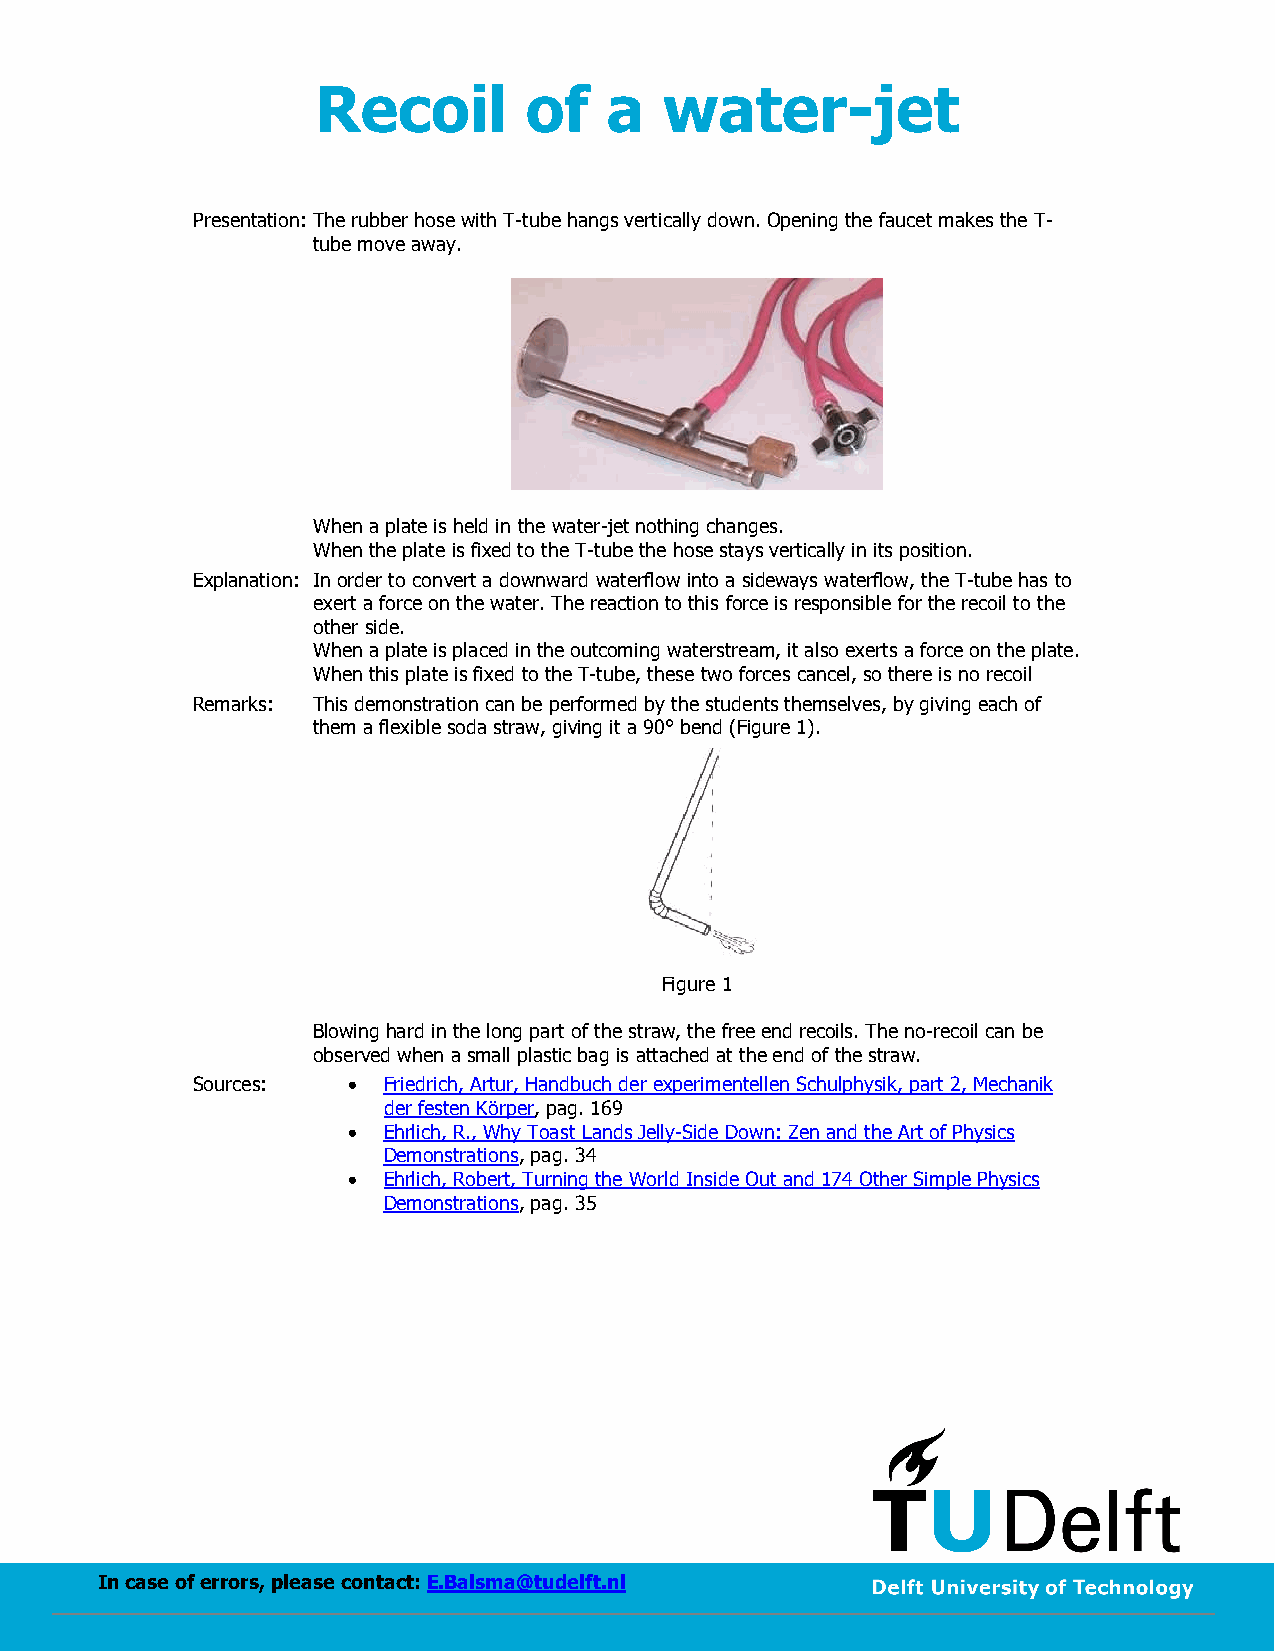 Recoil of a water-jet
Presentation: The rubber hose with T-tube hangs vertically down. Opening the faucet makes the T-
tube move away.
When a plate is held in the water-jet nothing changes.
When the plate is fixed to the T-tube the hose stays vertically in its position.
Explanation: In order to convert a downward waterflow into a sideways waterflow, the T-tube has to
exert a force on the water. The reaction to this force is responsible for the recoil to the
other side.
When a plate is placed in the outcoming waterstream, it also exerts a force on the plate.
When this plate is fixed to the T-tube, these two forces cancel, so there is no recoil
Remarks: This demonstration can be performed by the students themselves, by giving each of
them a flexible soda straw, giving it a 90° bend (Figure 1).
Figure 1
Blowing hard in the long part of the straw, the free end recoils. The no-recoil can be
observed when a small plastic bag is attached at the end of the straw.
Sources: • Friedrich, Artur, Handbuch der experimentellen Schulphysik, part 2, Mechanik
der festen Körper, pag. 169
• Ehrlich, R., Why Toast Lands Jelly-Side Down: Zen and the Art of Physics
Demonstrations, pag. 34
• Ehrlich, Robert, Turning the World Inside Out and 174 Other Simple Physics
Demonstrations, pag. 35
TUDelft
In case of errors, please contact: E.Balsma@tudelft.nl
Delft University of Technology